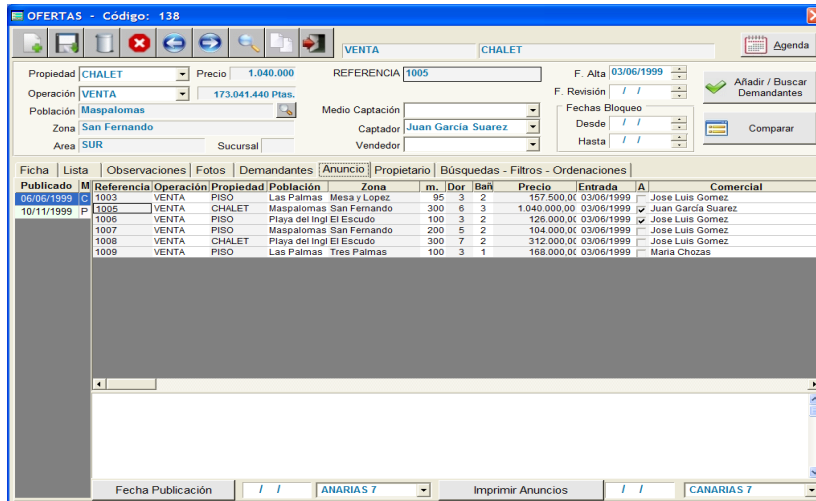 OFERTAS - Código: 138
VENTA CHALET Agenda
Propiedad CHALET Precio 1.040.000 REFERENCIA 1005 F. Alta 03/06/1999
Operación VENTA 173.041.440 Ptas. F. Revisión / /
Añadir / Buscar Demandantes
Población Maspalomas Medio Captación Fechas Bloqueo
Zona San Fernando Captador Juan García Suarez Desde / / Comparar
Area SUR Sucursal Vendedor Hasta / /
Ficha Lista Observaciones Fotos Demandantes Anuncio Propietario Búsquedas - Filtros - Ordenaciones
Publicado M Referencia Operación Propiedad Población Zona m. Dor Bañ Precio Entrada A Comercial
06/06/1999 C 1003 VENTA PISO Las Palmas Mesa y Lopez 95 3 2 157.500,0 03/06/1999 Jose Luis Gomez
10/11/1999 P 1005 VENTA CHALET Maspalomas San Fernando 300 6 3 1.040.000,00 03/06/1999 Juan García Suarez
1006 VENTA PISO Playa del Ingl El Escudo 100 3 2 126.000,0 03/06/1999 Jose Luis Gomez
1007 VENTA PISO Maspalomas San Fernando 200 5 2 104.000,0 03/06/1999 Jose Luis Gomez
1008 VENTA CHALET Playa del Ingl El Escudo 300 7 2 312.000,0 03/06/1999 Jose Luis Gomez
1009 VENTA PISO Las Palmas Tres Palmas 100 3 1 168.000,0 03/06/1999 Maria Chozas
Fecha Publicación / / ANARIAS 7 Imprimir Anuncios / / CANARIAS 7